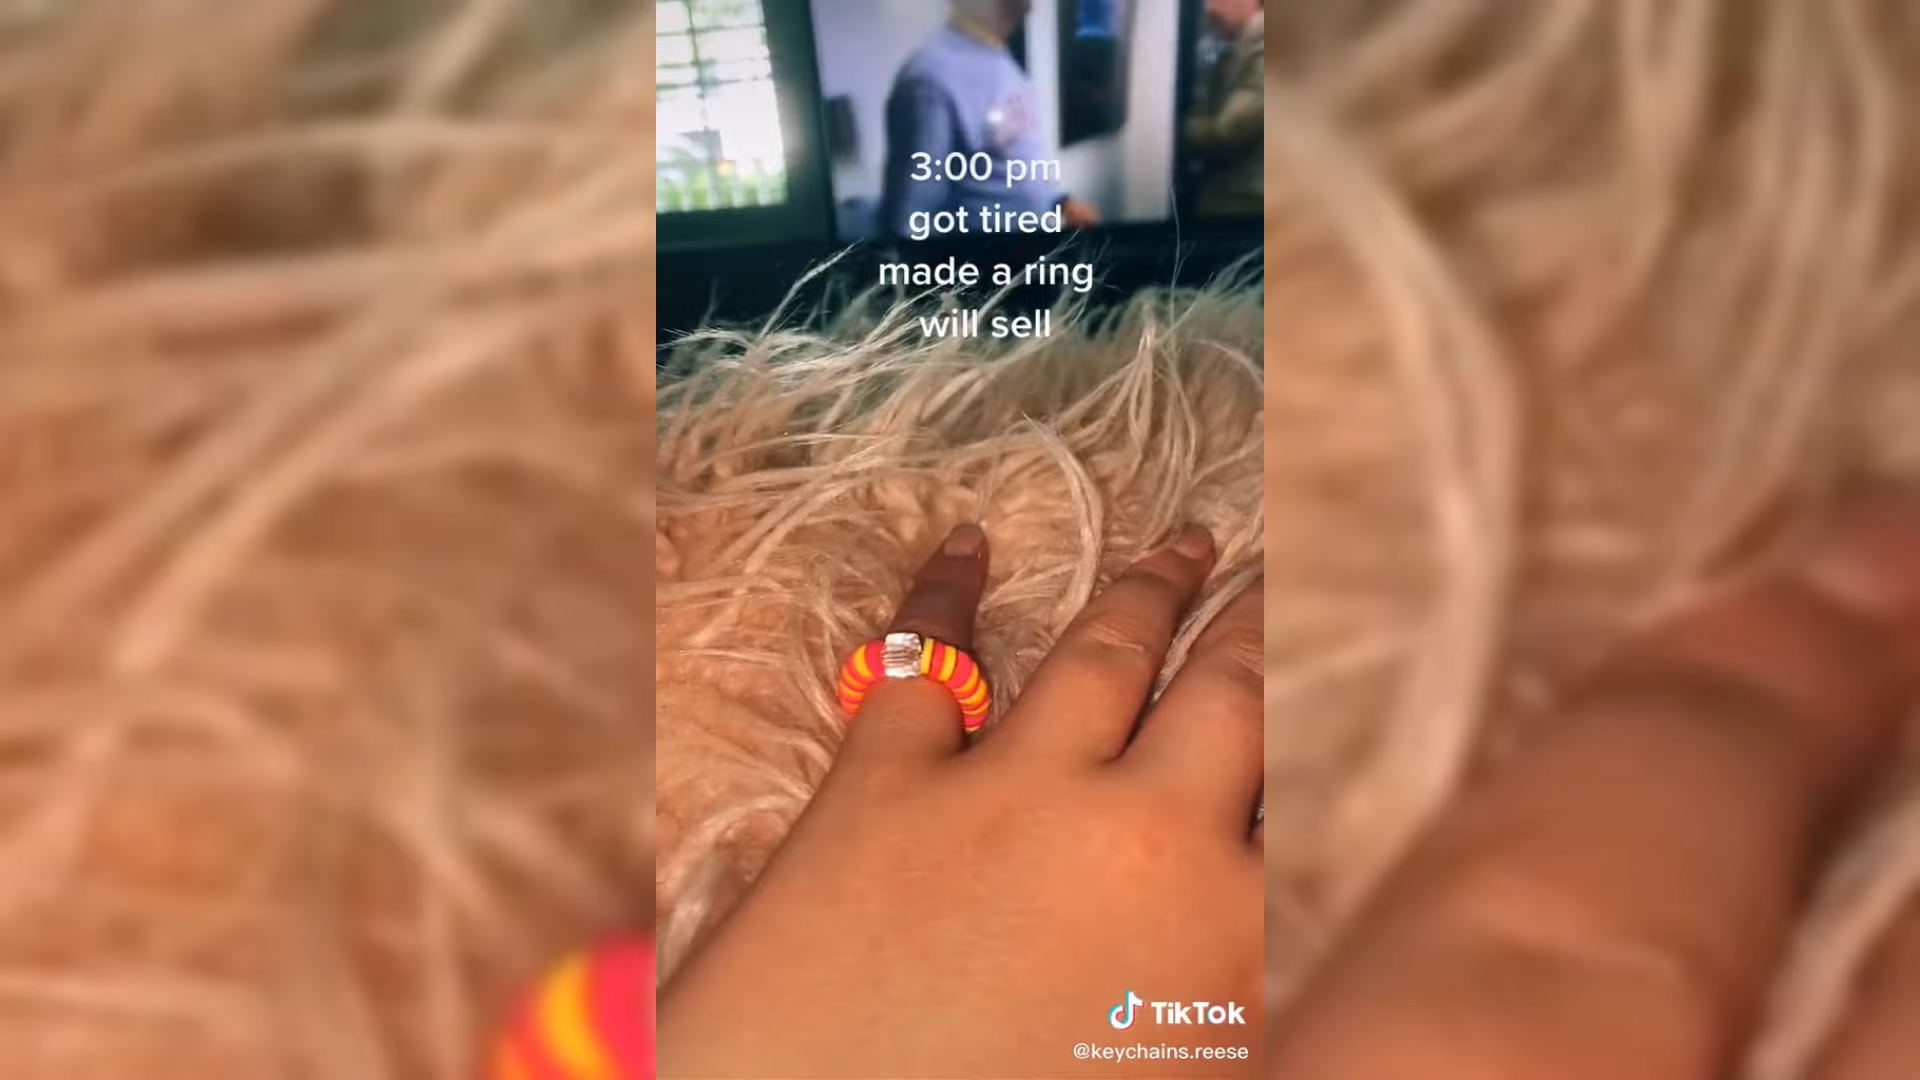 3:00 pm
got tired
made a ring
will sell
TikTok
@keychains.reese